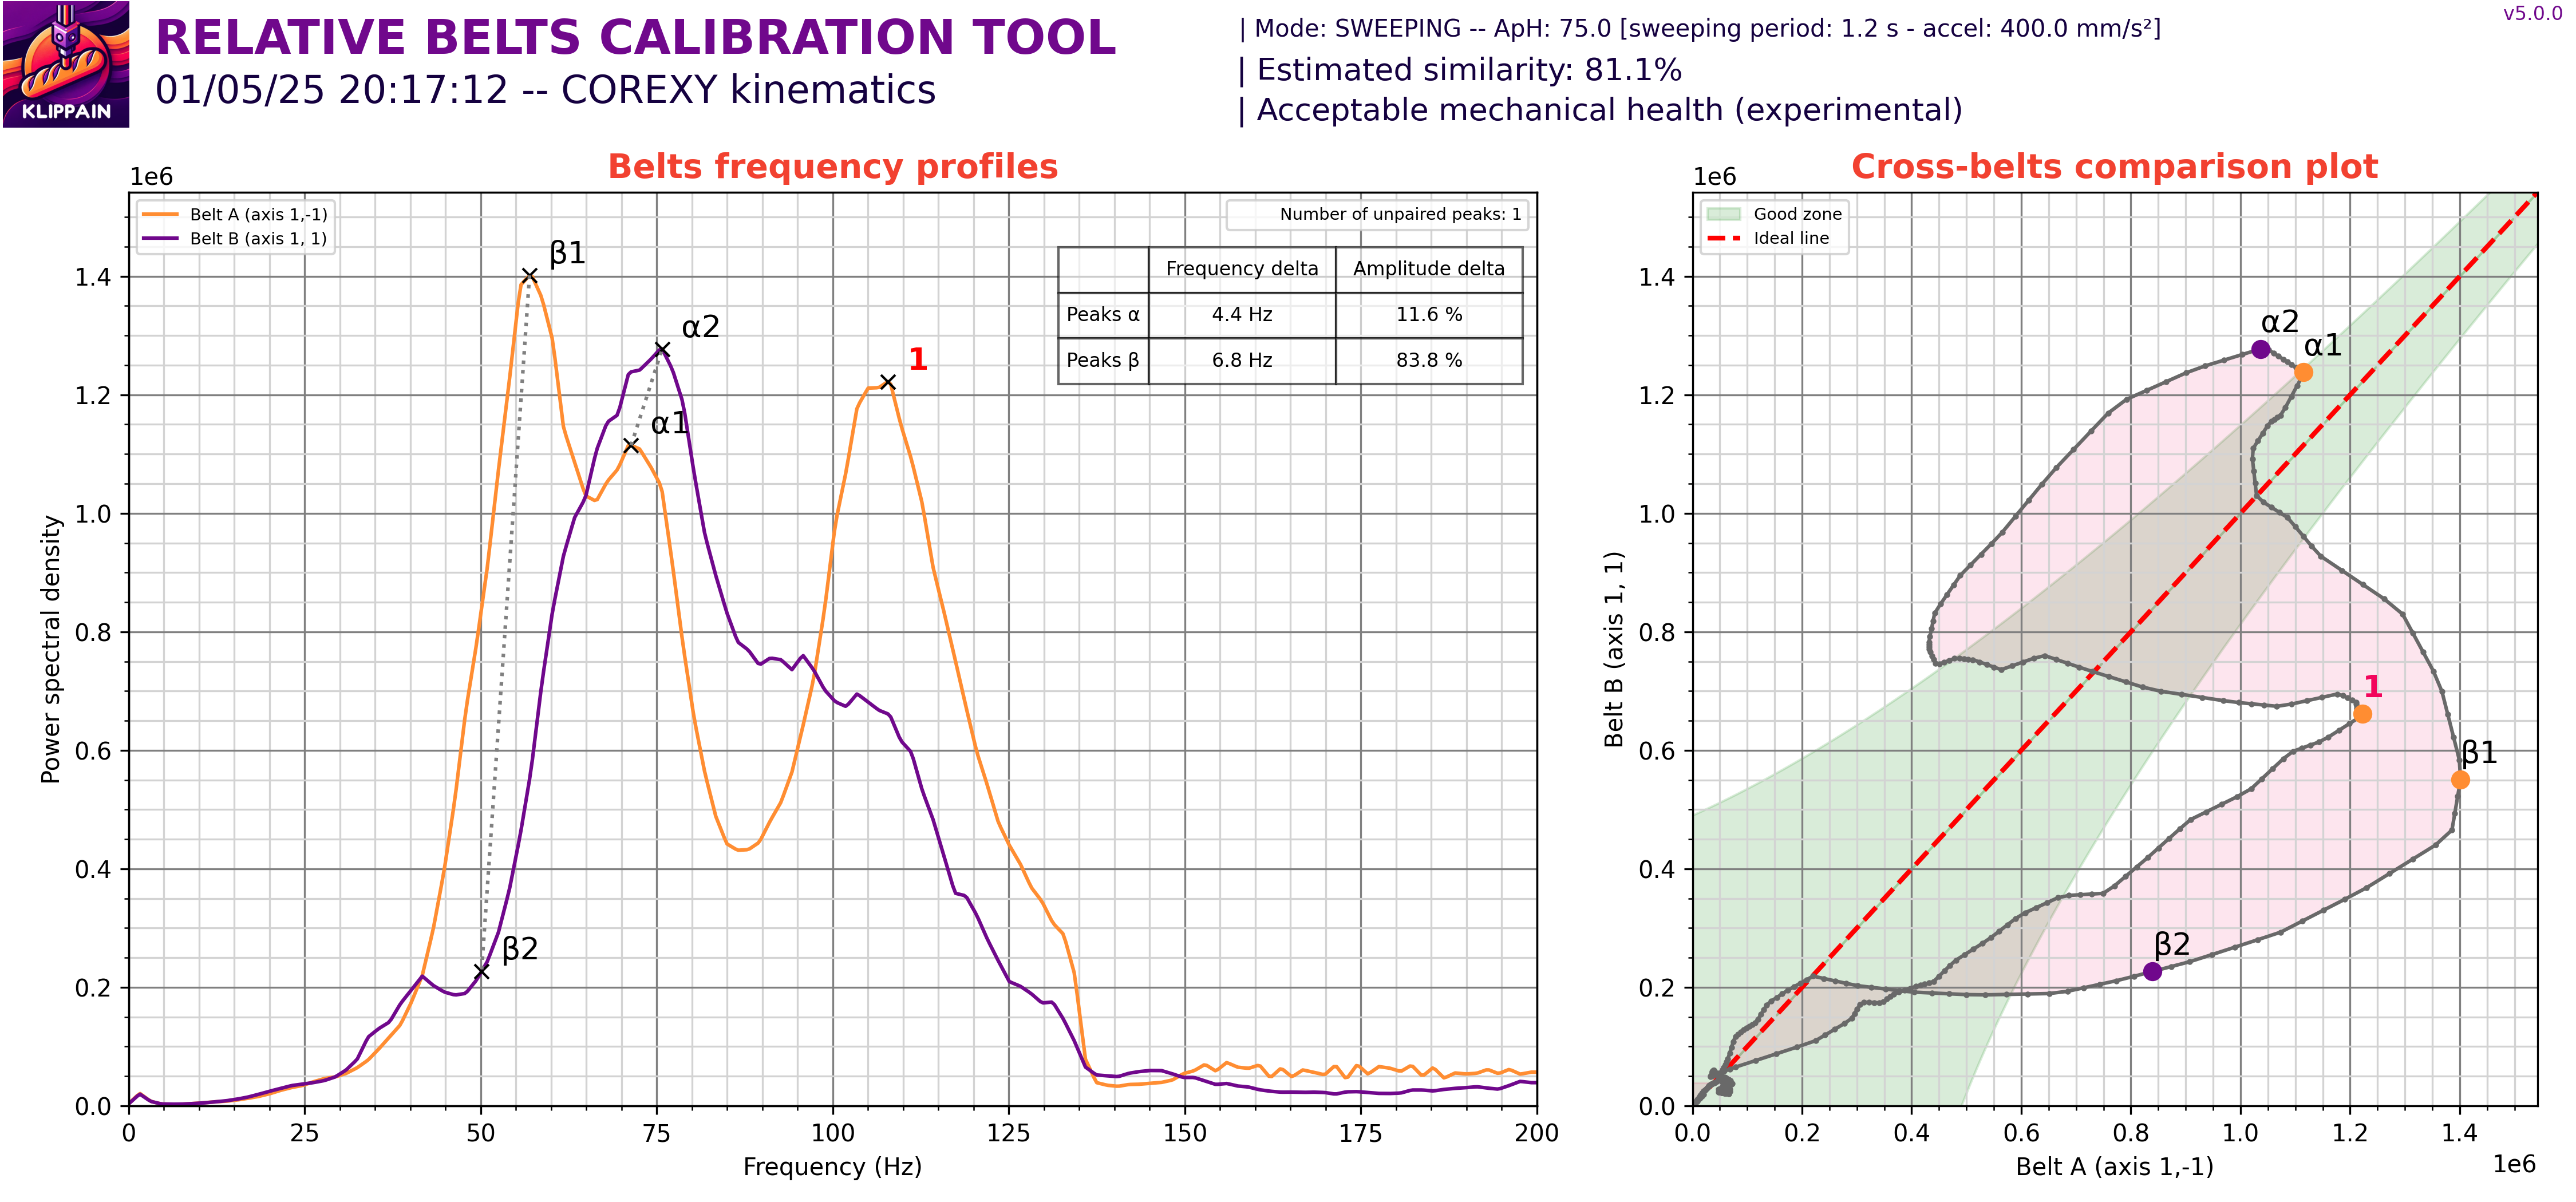 KLIPPAIN
RELATIVE BELTS CALIBRATION TOOL
01/05/25 20:17:12 -- COREXY kinematics
| Mode: SWEEPING -- ApH: 75.0 [sweeping period: 1.2 s - accel: 400.0 mm/s²]
| Estimated similarity: 81.1%
| Acceptable mechanical health (experimental)
v5.0.0
Belts frequency profiles
1e6
Belt A (axis 1,-1)
Belt B (axis 1, 1)
Number of unpaired peaks: 1
Frequency delta Amplitude delta
Peaks α 4.4 Hz 11.6 %
Peaks β 6.8 Hz 83.8 %
β1
α2
1
α1
β2
1.4
1.2
1.0
0.8
0.6
0.4
0.2
0.0
Power spectral density
0 25 50 75 100 125 150 175 200
Frequency (Hz)
Cross-belts comparison plot
1e6
Good zone
Ideal line
α2
α1
1
β1
β2
1.4
1.2
1.0
0.8
0.6
0.4
0.2
0.0
Belt B (axis 1, 1)
0.0 0.2 0.4 0.6 0.8 1.0 1.2 1.4
Belt A (axis 1,-1)
1e6